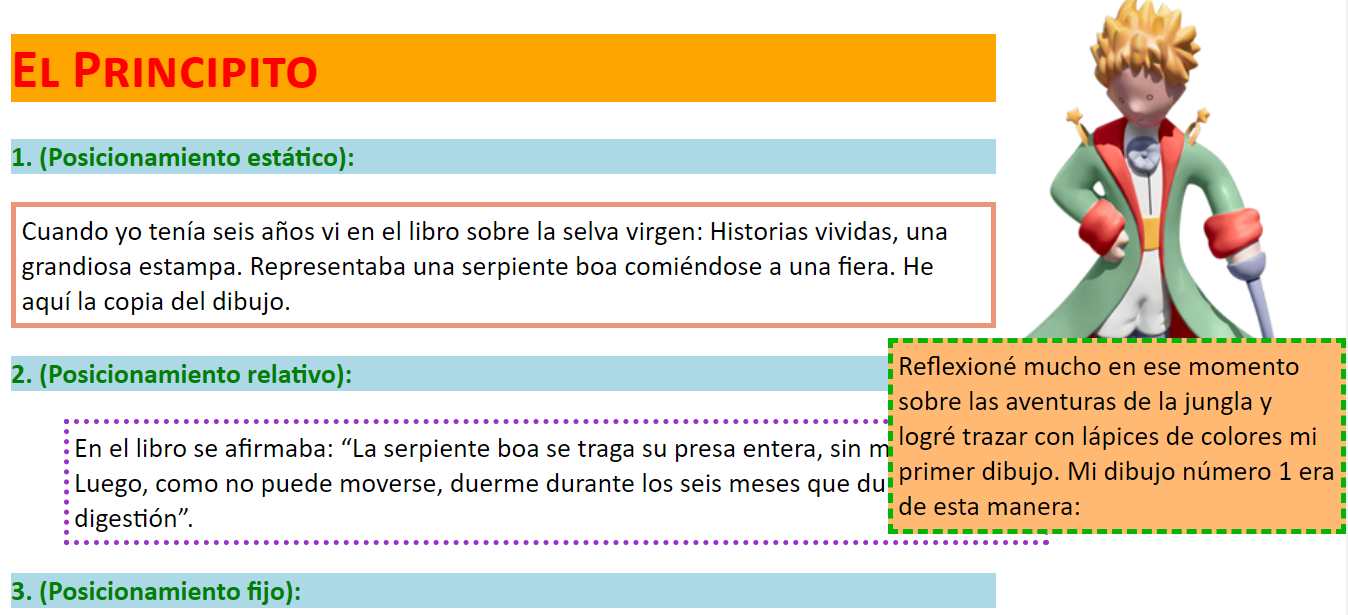 El Principito
1. (Posicionamiento estático):
Cuando yo tenía seis años vi en el libro sobre la selva virgen: Historias vividas, una
grandiosa estampa. Representaba una serpiente boa comiéndose a una fiera. He
aquí la copia del dibujo.
2. (Posicionamiento relativo):
En el libro se afirmaba: “La serpiente boa se traga su presa entera, sin
Luego, como no puede moverse, duerme durante los seis meses que
digestión”.
Reflexioné mucho en ese momento
sobre las aventuras de la jungla y
logré trazar con lápices de colores mi
primer dibujo. Mi dibujo número 1 era
de esta manera:
3. (Posicionamiento fijo):